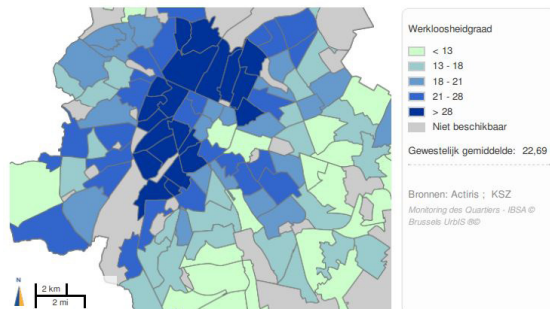 Werkloosheidgraad
< 13
13 - 18
18 - 21
21 - 28
> 28
Niet beschikbaar
Gewestelijk gemiddelde: 22,69
Bronnen: Actiris ; KSZ
Monitoring des Quartiers - IBSA ©
Brussels UrbIS ®©
N
2 km
2 mi